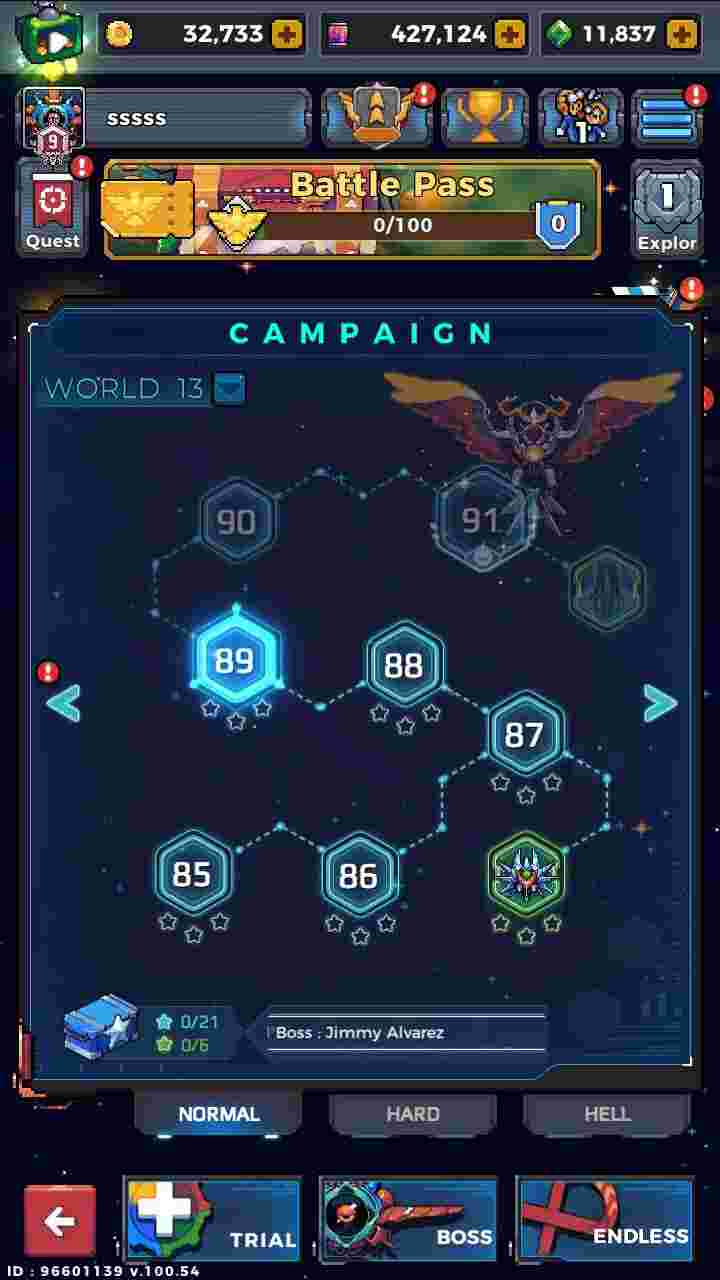 32,733
427,124
11,837
9
sssss
1
Quest
Battle Pass
0/100
0
1
Explor
CAMPAIGN
WORLD 13
90
91
89
88
87
85
86
0/21
0/6
Boss : Jimmy Alvarez
NORMAL
HARD
HELL
TRIAL
BOSS
ENDLESS
ID : 96601139 v.100.54